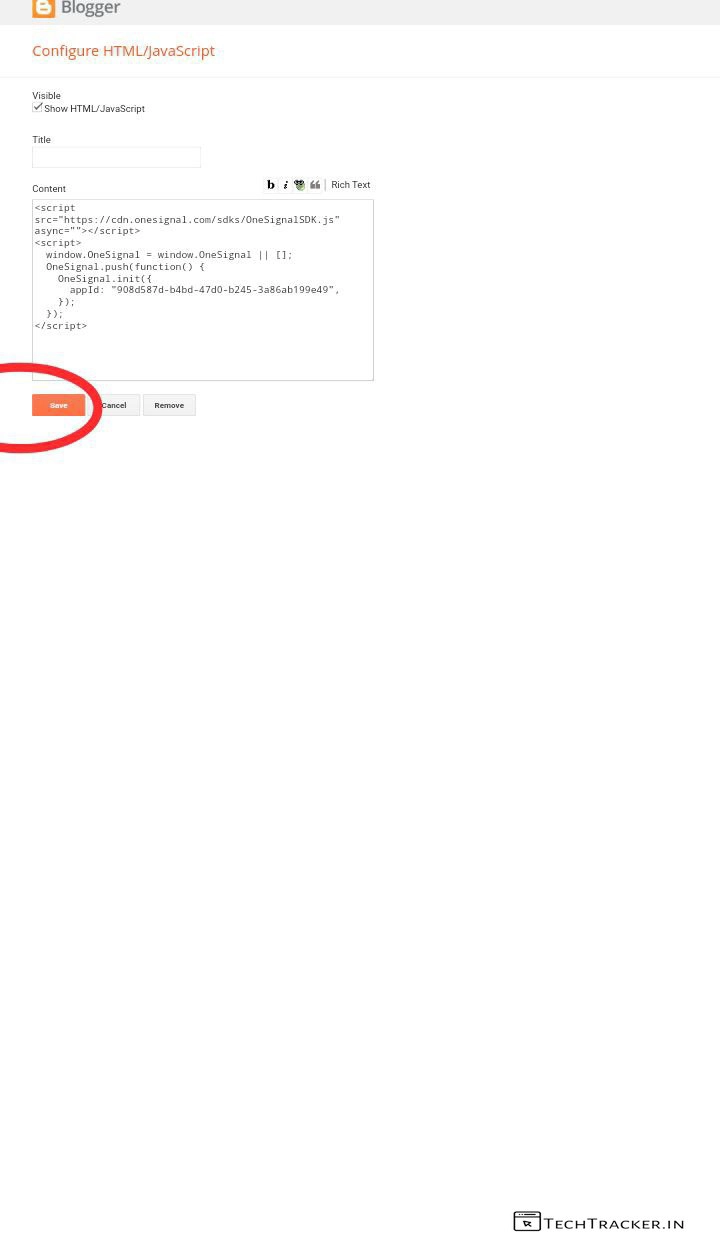 Blogger
Configure HTML/JavaScript
Visible
Show HTML/JavaScript
Title
Content
b i Rich Text
<script
src="https://cdn.onesignal.com/sdks/OneSignalSDK.js"
async=""></script>
<script>
  window.OneSignal = window.OneSignal || [];
  OneSignal.push(function() {
    OneSignal.init({
      appId: "908d587d-b4bd-47d0-b245-3a86ab199e49",
    });
  });
</script>
Save Cancel Remove
TECHTRACKER.IN